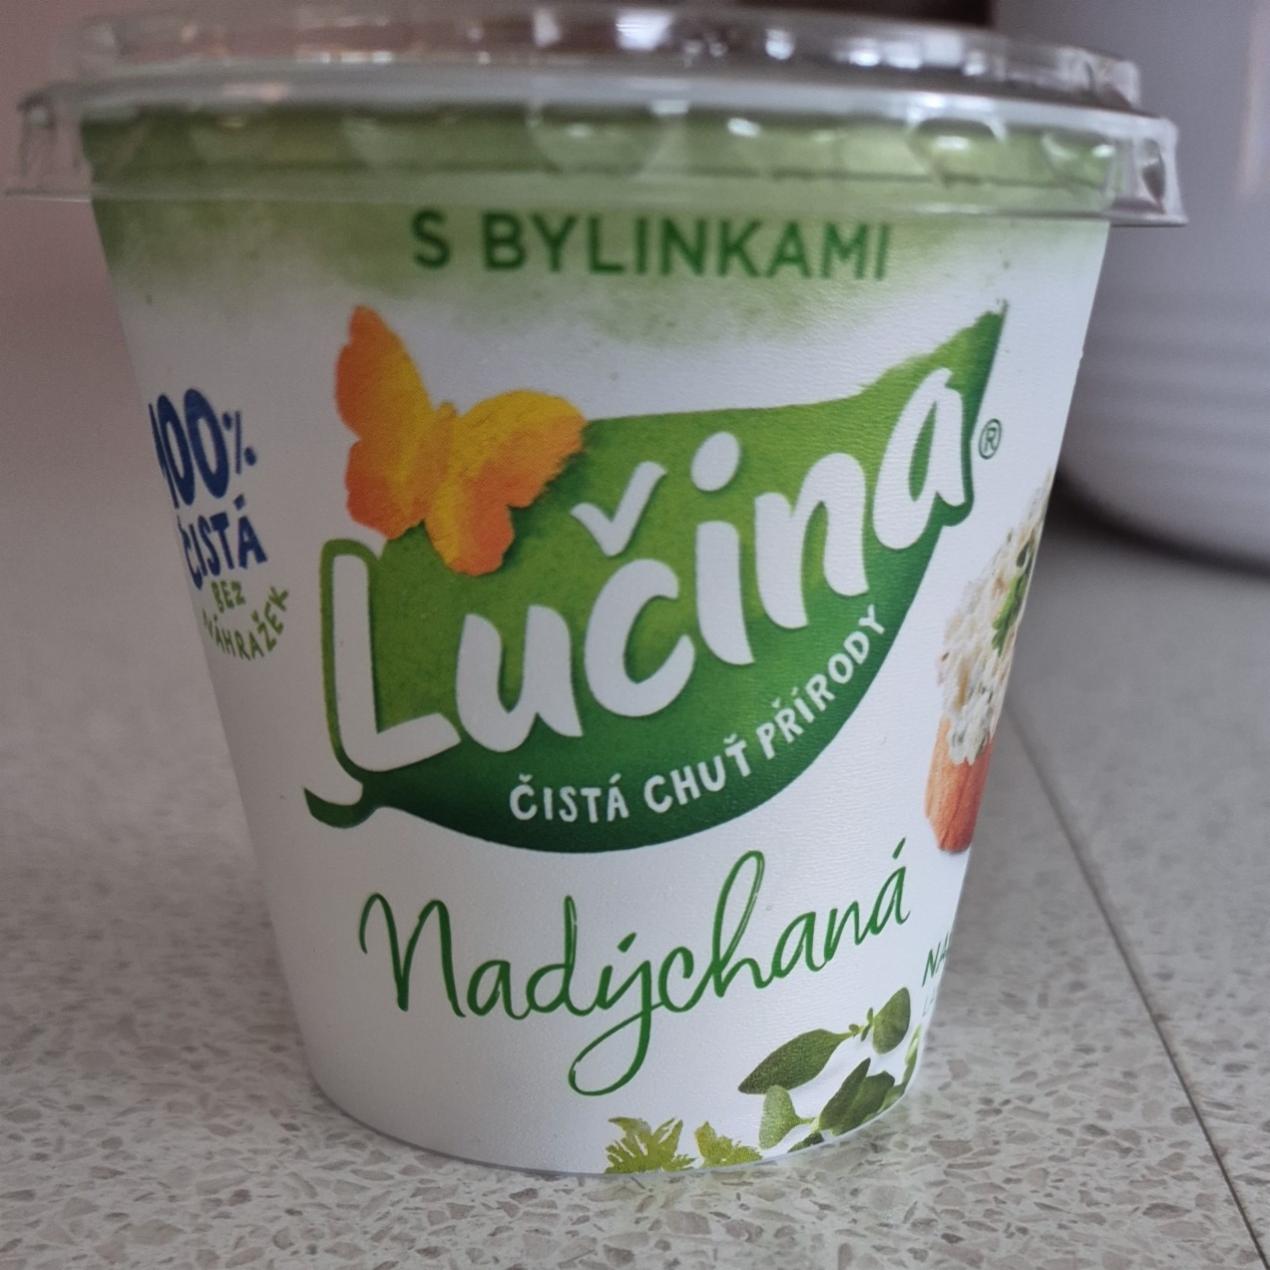 S BYLINKAMI
100%
ČISTÁ
BEZ
NÁHRAŽEK
Lučina®
ČISTÁ CHUŤ PŘÍRODY
Nadýchaná